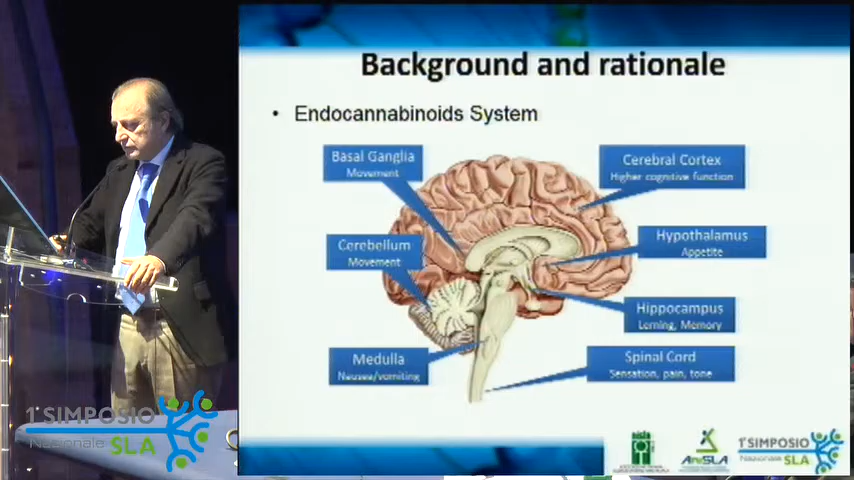 Background and rationale
• Endocannabinoids System
Basal Ganglia
Movement
Cerebral Cortex
Higher cognitive function
Cerebellum
Movement
Hypothalamus
Appetite
Hippocampus
Lerning, Memory
Medulla
Nausea/vomiting
Spinal Cord
Sensation, pain, tone
1° SIMPOSIO
Nazionale SLA
aisla
AriSLA
1° SIMPOSIO
Nazionale SLA